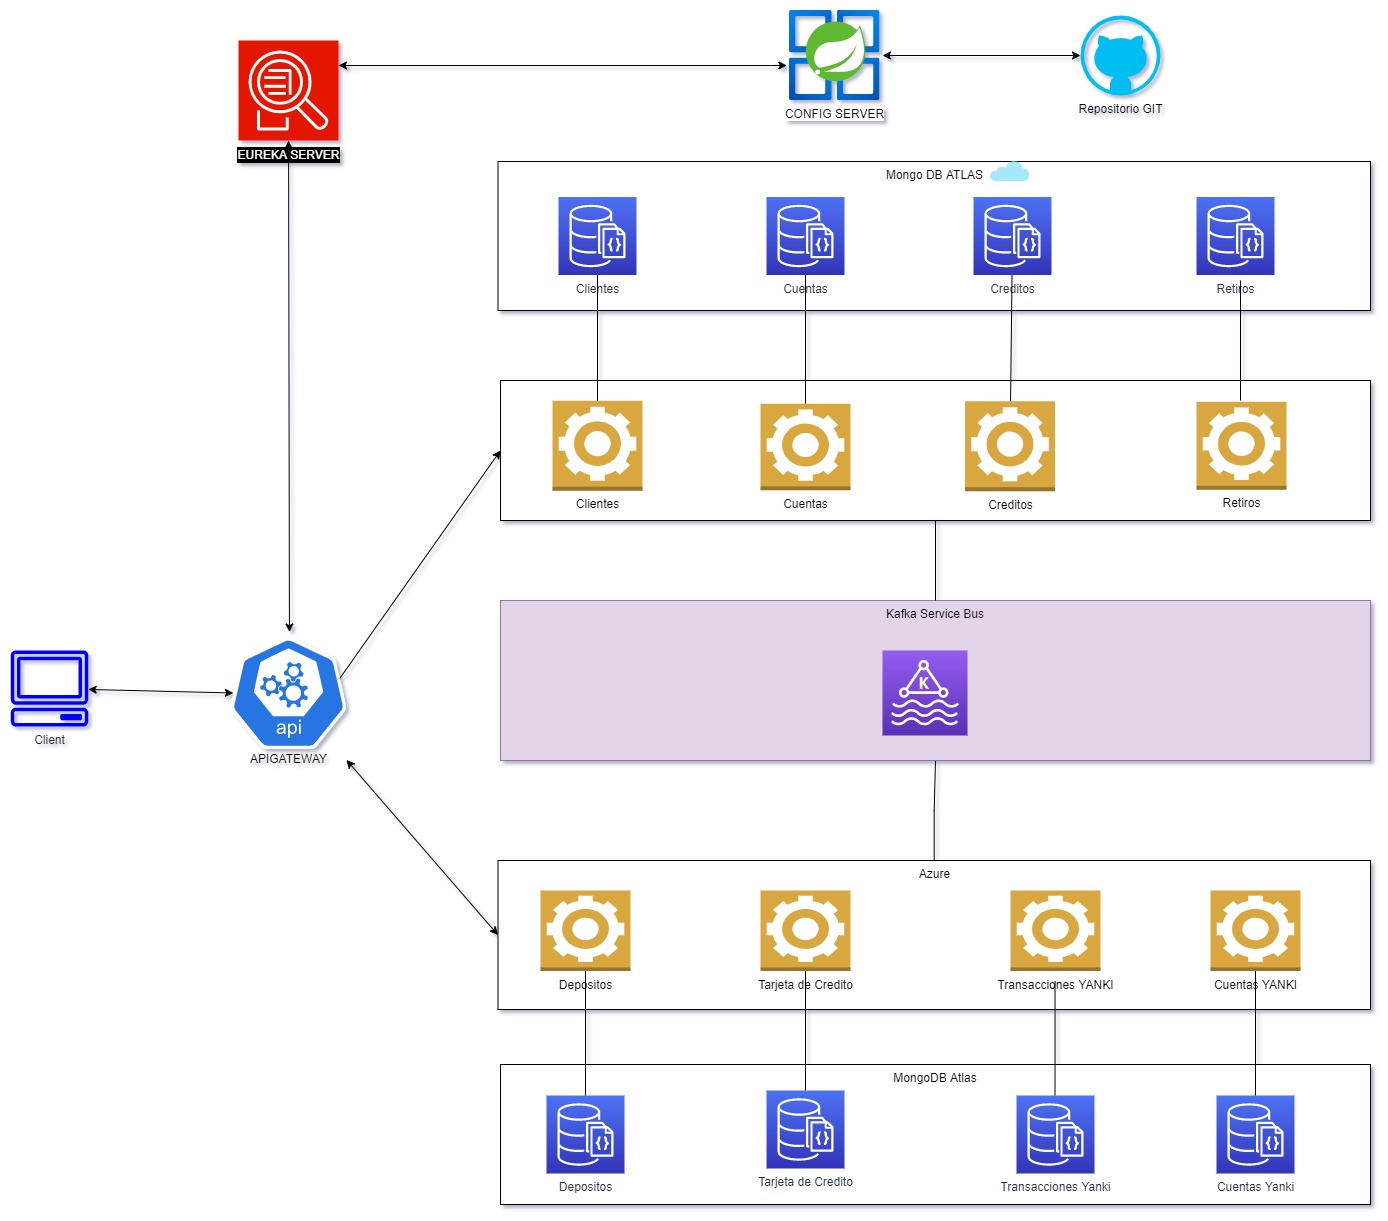 CONFIG SERVER
Repositorio GIT
EUREKA SERVER
Mongo DB ATLAS
Clientes
Cuentas
Creditos
Retiros
Clientes
Cuentas
Creditos
Retiros
Kafka Service Bus
K
api
APIGATEWAY
Client
Azure
Depositos
Tarjeta de Credito
Transacciones YANKI
Cuentas YANKI
MongoDB Atlas
Depositos
Tarjeta de Credito
Transacciones Yanki
Cuentas Yanki